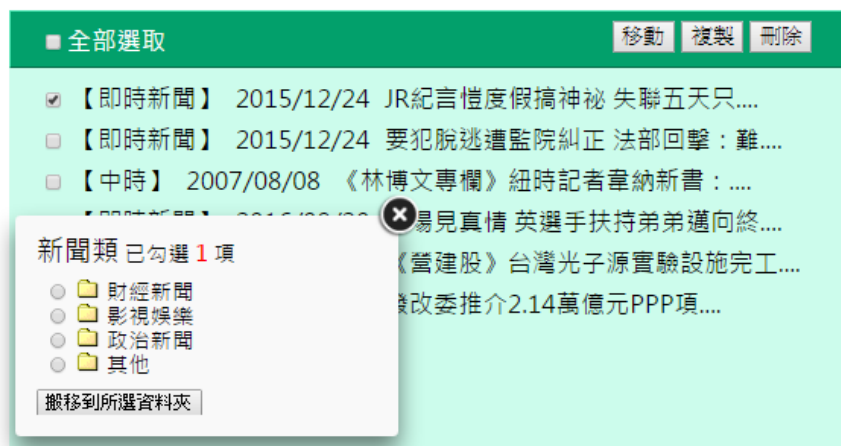 全部選取 移動 複製 刪除
【即時新聞】 2015/12/24 JR紀言愷度假搞神祕 失聯五天只....
【即時新聞】 2015/12/24 要犯脫逃遭監院糾正 法部回擊：難....
【中時】 2007/08/08 《林博文專欄》紐時記者韋納新書：....
場見真情 英選手扶持弟弟邁向終....
《營建股》台灣光子源實驗設施完工....
發改委推介2.14萬億元PPP項....
新聞類 已勾選 1 項
財經新聞
影視娛樂
政治新聞
其他
搬移到所選資料夾